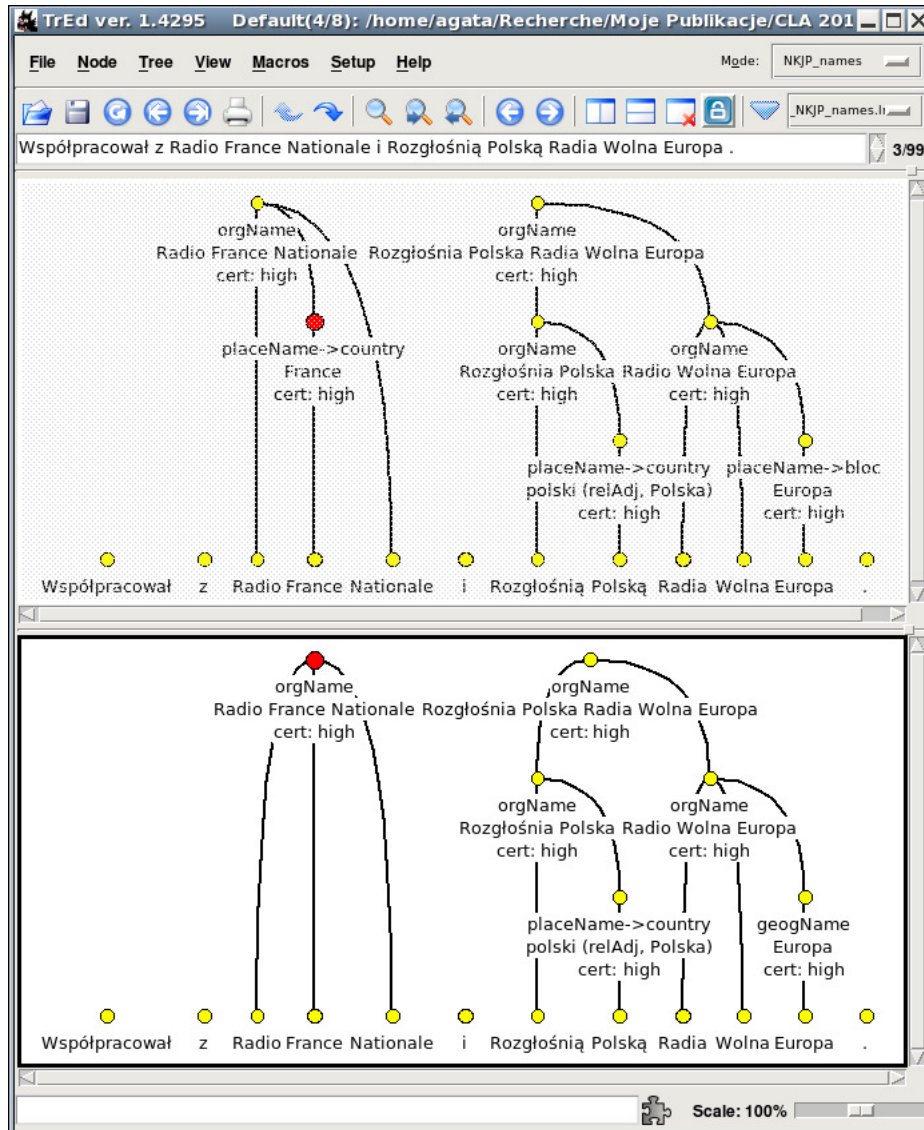 TrEd ver. 1.4295 Default(4/8): /home/agata/Recherche/Moje Publikacje/CLA 201
File Node Tree View Macros Setup Help Mode: NKJP_names
_NKJP_names.
Współpracował z Radio France Nationale i Rozgłośnią Polską Radia Wolna Europa . 3/99
orgName orgName
Radio France Nationale Rozgłośnia Polska Radia Wolna Europa
cert: high cert: high
placeName->country orgName orgName
France Rozgłośnia Polska Radio Wolna Europa
cert: high cert: high cert: high
placeName->country placeName->bloc
polski (relAdj, Polska) Europa
cert: high cert: high
Współpracował z Radio France Nationale i Rozgłośnią Polską Radia Wolna Europa .
orgName orgName
Radio France Nationale Rozgłośnia Polska Radia Wolna Europa
cert: high cert: high
orgName orgName
Rozgłośnia Polska Radio Wolna Europa
cert: high cert: high
placeName->country geogName
polski (relAdj, Polska) Europa
cert: high cert: high
Współpracował z Radio France Nationale i Rozgłośnią Polską Radia Wolna Europa .
Scale: 100%